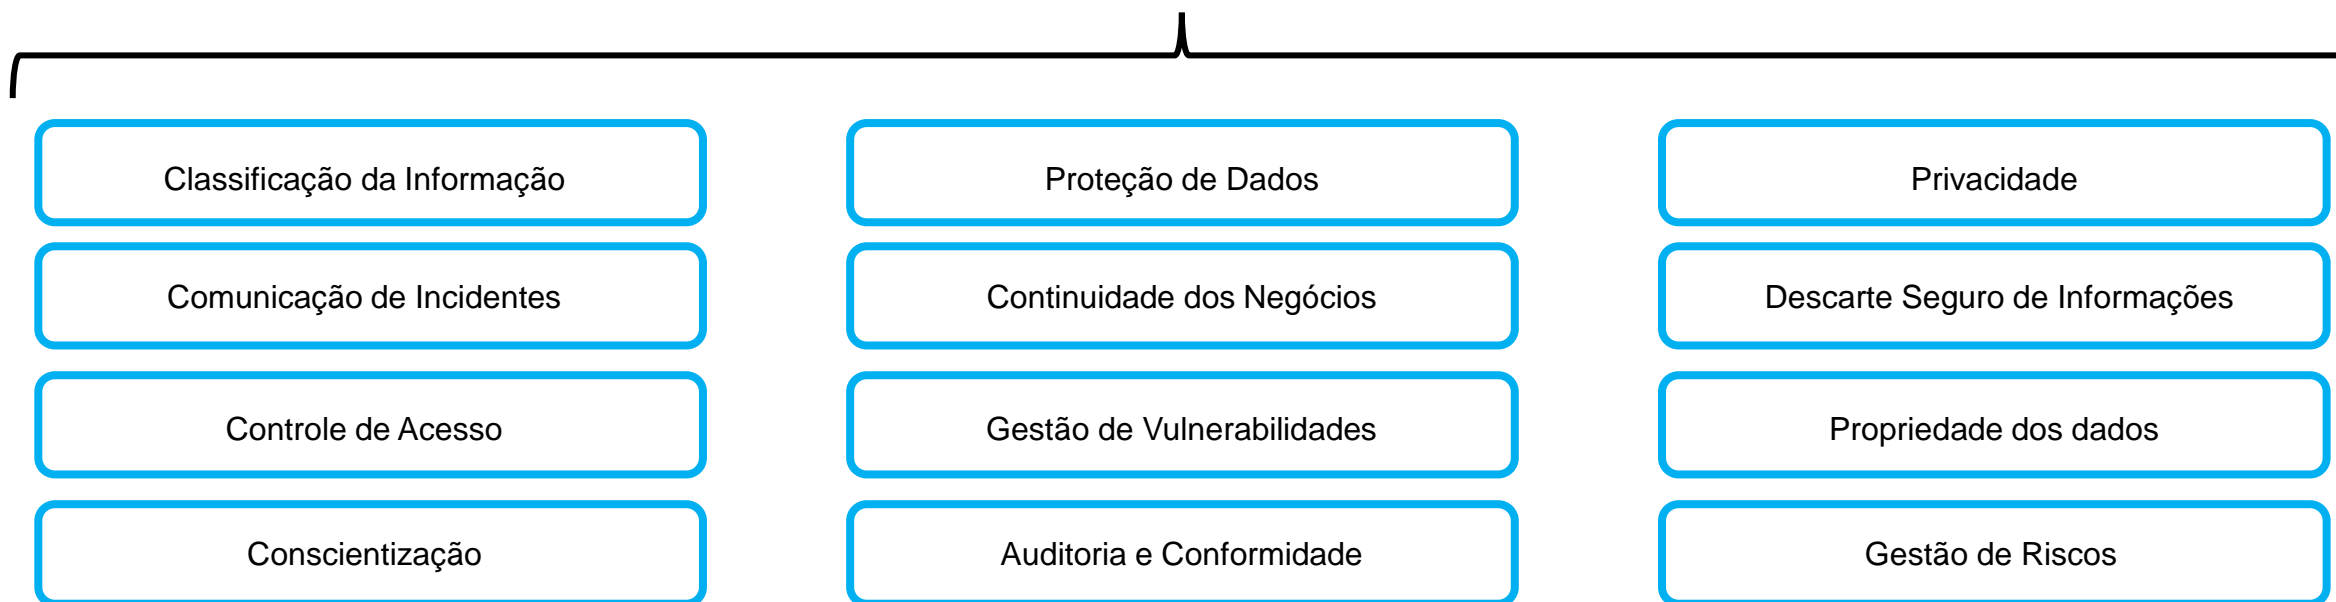 Classificação da Informação
Proteção de Dados
Privacidade
Comunicação de Incidentes
Continuidade dos Negócios
Descarte Seguro de Informações
Controle de Acesso
Gestão de Vulnerabilidades
Propriedade dos dados
Conscientização
Auditoria e Conformidade
Gestão de Riscos